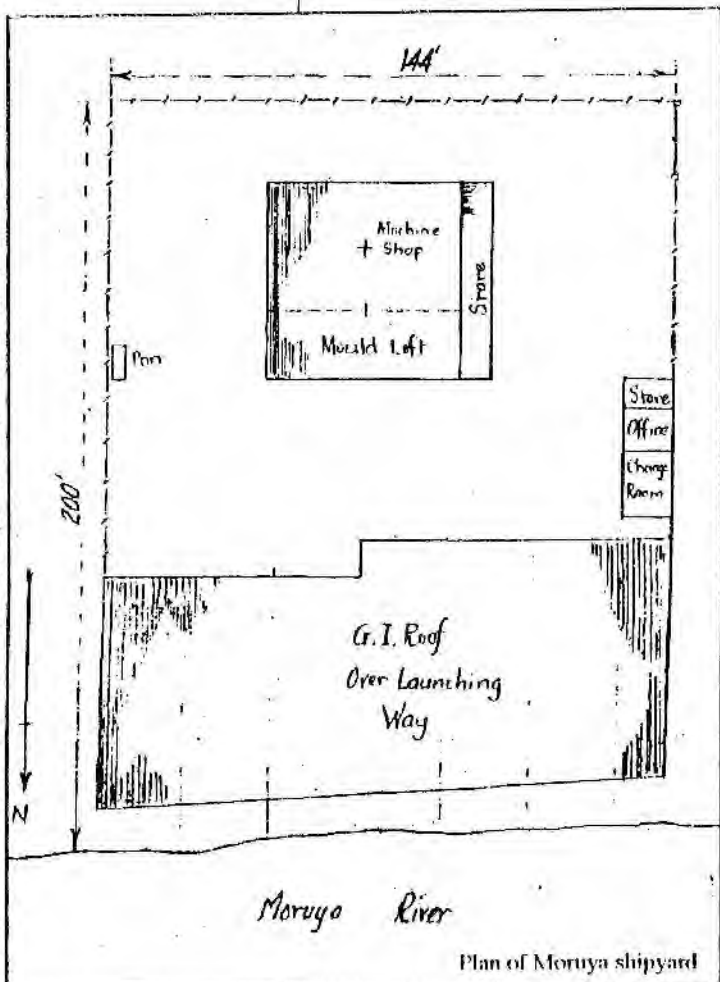 144'
Machine
Shop
Store
Mould Loft
Pan
Store
Office
Change
Room
200'
G.I. Roof
Over Launching
Way
N
Moruya River
Plan of Moruya shipyard